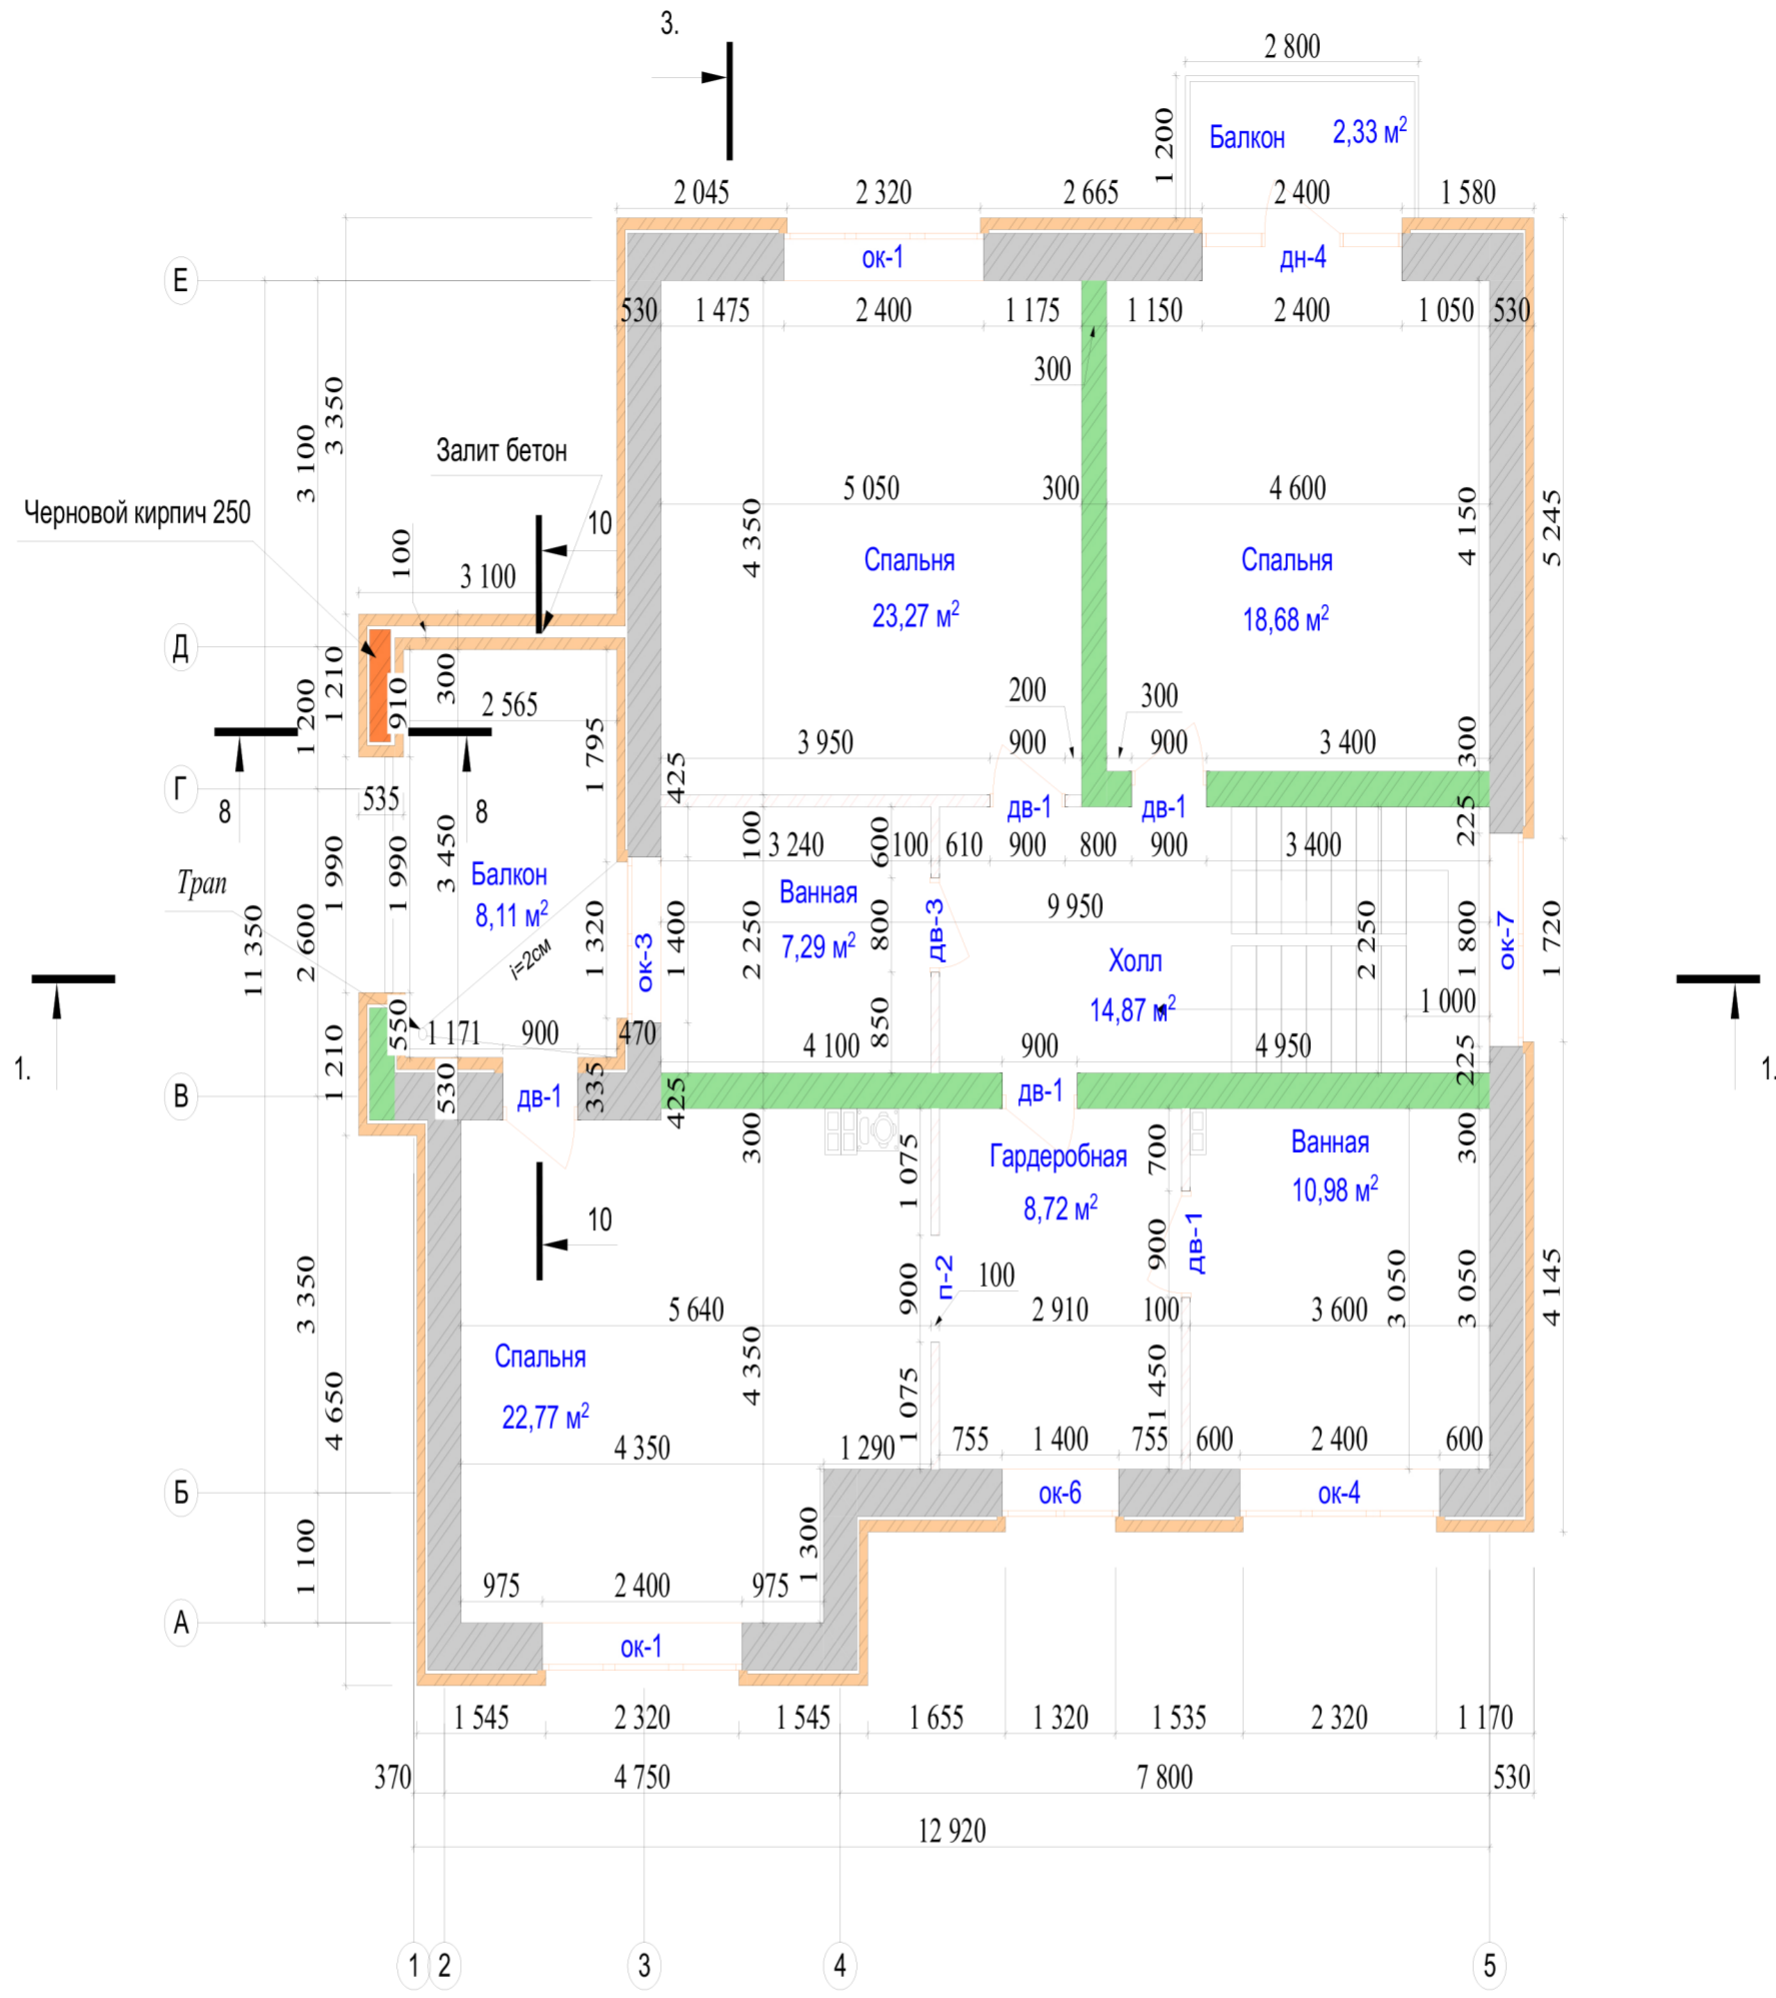 3.
2 800
1 200
Балкон 2,33 м²
2 045 2 320 2 665 2 400 1 580
Е
ок-1 дн-4
530 1 475 2 400 1 175 1 150 2 400 1 050 530
300
3 350
3 100
Залит бетон
Черновой кирпич 250
10
100
3 100
5 050 300 4 600
4 350
4 150
5 245
Спальня Спальня
23,27 м² 18,68 м²
Д
1 210
1 200
910
300
2 565
1 795
200 300
3 950 900 900 3 400
300
425
Г
535
8 8
дв-1 дв-1
225
100
3 240 100 610 900 800 900 3 400
600
1 990
1 990
3 450
Трап
Балкон
8,11 м²
i=2см
Ванная
7,29 м²
9 950
11 350
2 600
1 320
ок-3
1 400
2 250
800
дв-3
Холл
14,87 м²
2 250
1 800
ок-7
1 720
1 000
550
1 171 900 470
850
4 100 900 4 950
225
1. 1.
1 210
В
530
дв-1
335
425
дв-1
300
1 075
Гардеробная
8,72 м²
700
Ванная
10,98 м²
300
10
900
п-2
100
900
дв-1
3 050
3 050
4 145
3 350
5 640 2 910 100 3 600
Спальня
22,77 м²
4 350
1 075
1 450
4 650
4 350 1 290 755 1 400 755 600 2 400 600
Б
ок-6 ок-4
1 100
1 300
975 2 400 975
А
ок-1
1 545 2 320 1 545 1 655 1 320 1 535 2 320 1 170
370 4 750 7 800 530
12 920
1 2 3 4 5